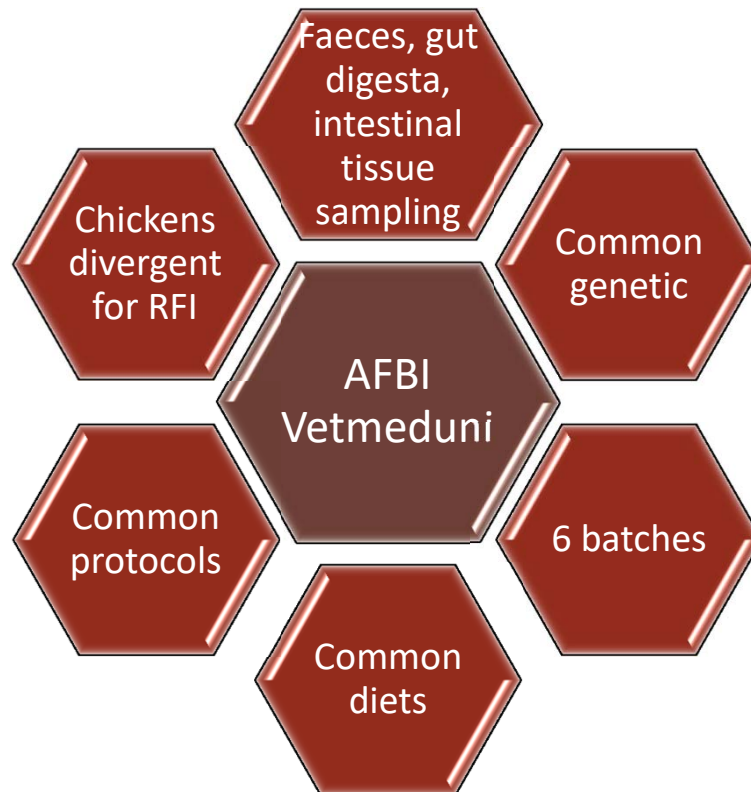 Faeces, gut
digesta,
intestinal
tissue
sampling
Chickens
divergent
for RFI
Common
genetic
AFBI
Vetmeduni
Common
protocols
6 batches
Common
diets